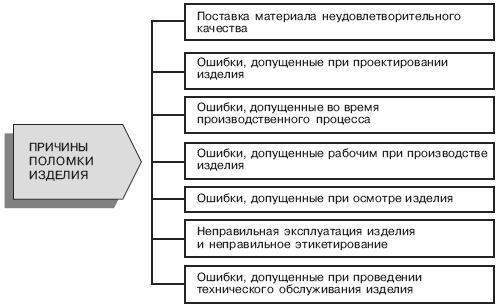 Поставка материала неудовлетворительного
качества
Ошибки, допущенные при проектировании
изделия
Ошибки, допущенные во время
производственного процесса
ПРИЧИНЫ
ПОЛОМКИ
ИЗДЕЛИЯ
Ошибки, допущенные рабочим при производстве
изделия
Ошибки, допущенные при осмотре изделия
Неправильная эксплуатация изделия
и неправильное этикетирование
Ошибки, допущенные при проведении
технического обслуживания изделия